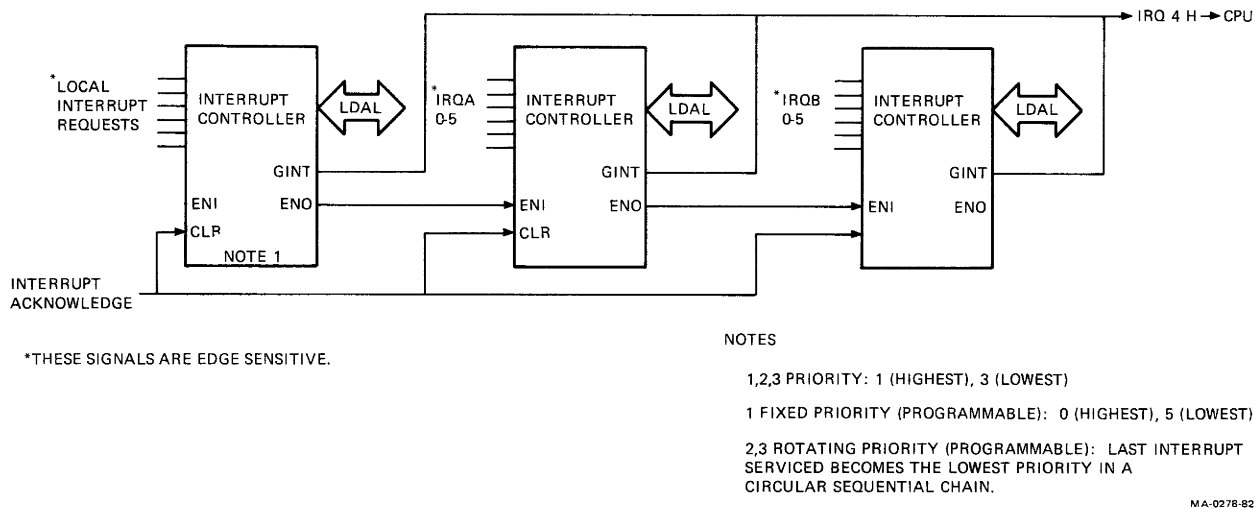 IRQ 4 H → CPU
*LOCAL
INTERRUPT
REQUESTS
INTERRUPT
CONTROLLER
LDAL
GINT
ENI
ENO
CLR
NOTE 1
*IRQA
0-5
INTERRUPT
CONTROLLER
LDAL
GINT
ENI
ENO
CLR
*IRQB
0-5
INTERRUPT
CONTROLLER
LDAL
GINT
ENI
ENO
INTERRUPT
ACKNOWLEDGE
*THESE SIGNALS ARE EDGE SENSITIVE.
NOTES
1,2,3 PRIORITY: 1 (HIGHEST), 3 (LOWEST)
1 FIXED PRIORITY (PROGRAMMABLE): 0 (HIGHEST), 5 (LOWEST)
2,3 ROTATING PRIORITY (PROGRAMMABLE): LAST INTERRUPT
SERVICED BECOMES THE LOWEST PRIORITY IN A
CIRCULAR SEQUENTIAL CHAIN.
MA-0278-82